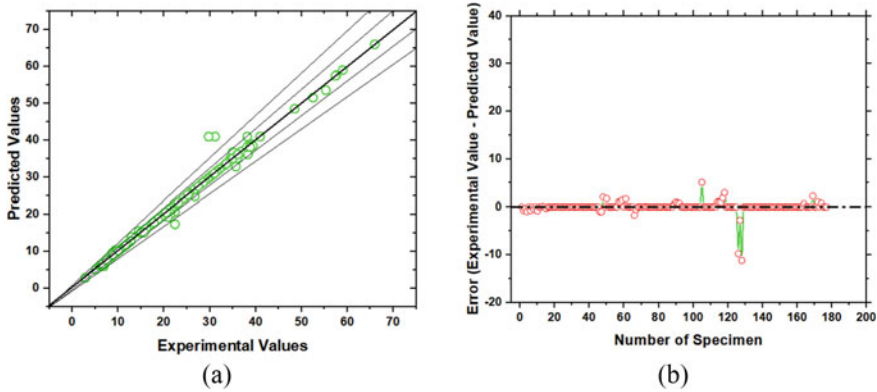 Predicted Values
70
60
50
40
30
20
10
0
0 10 20 30 40 50 60 70
Experimental Values
(a)
Error (Experimental Value - Predicted Value)
40
30
20
10
0
-10
-20
0 20 40 60 80 100 120 140 160 180 200
Number of Specimen
(b)